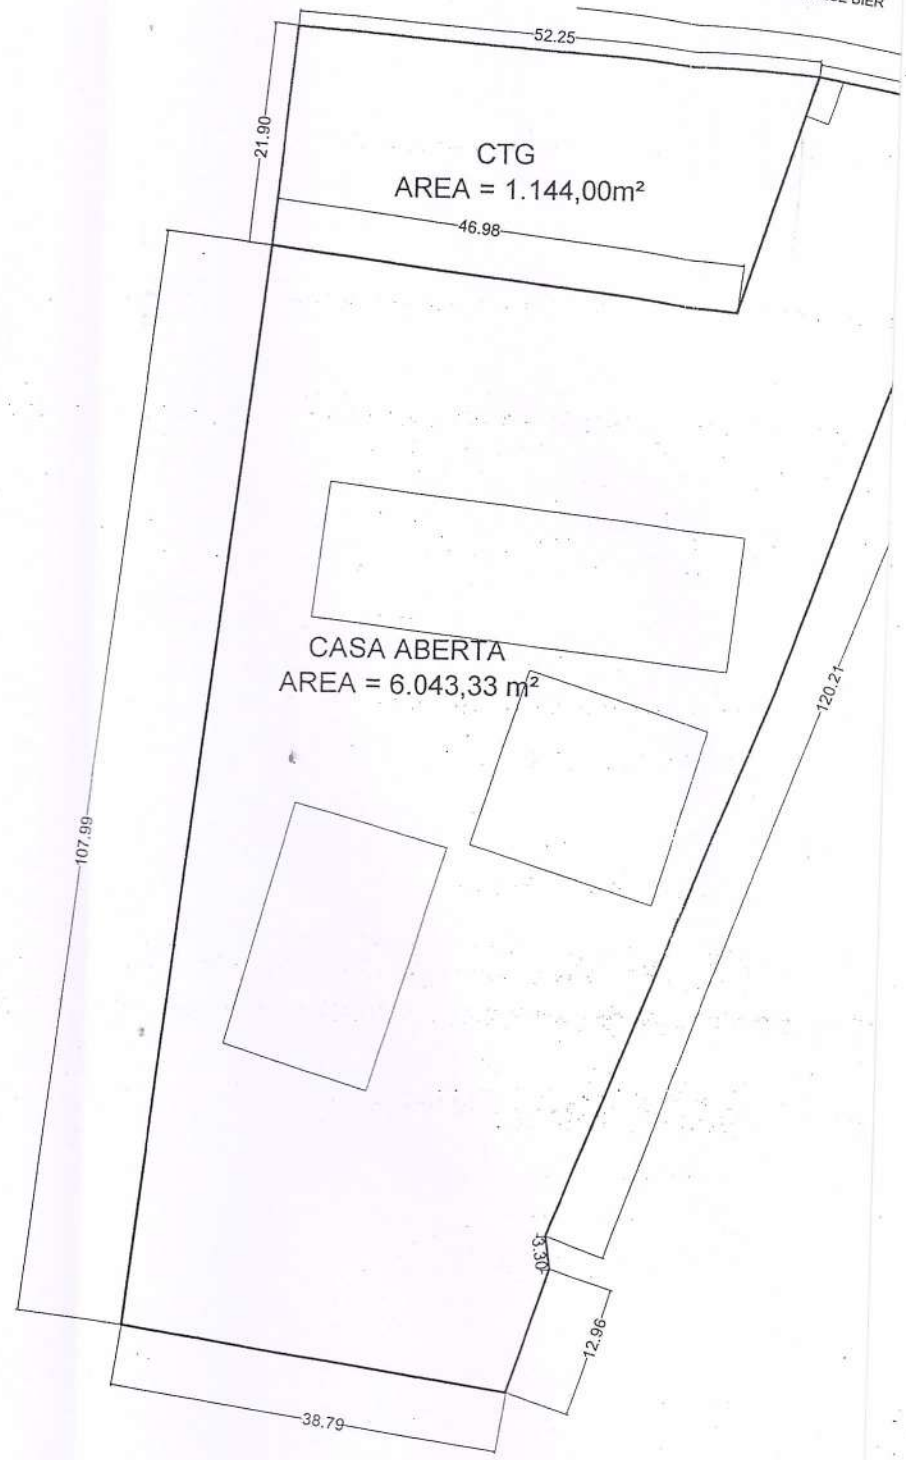 BIER
52.25
21.90
CTG
AREA = 1.144,00m²
46.98
CASA ABERTA
AREA = 6.043,33 m²
120.21
107.99
3.30
12.96
38.79